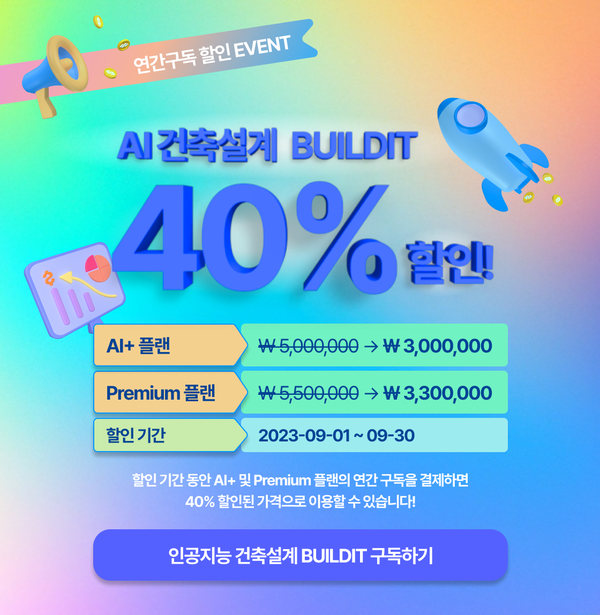 연간구독 할인 EVENT
AI 건축설계 BUILDIT
40% 할인!
AI+ 플랜 ₩ 5,000,000 → ₩ 3,000,000
Premium 플랜 ₩ 5,500,000 → ₩ 3,300,000
할인 기간 2023-09-01 ~ 09-30
할인 기간 동안 AI+ 및 Premium 플랜의 연간 구독을 결제하면
40% 할인된 가격으로 이용할 수 있습니다!
인공지능 건축설계 BUILDIT 구독하기